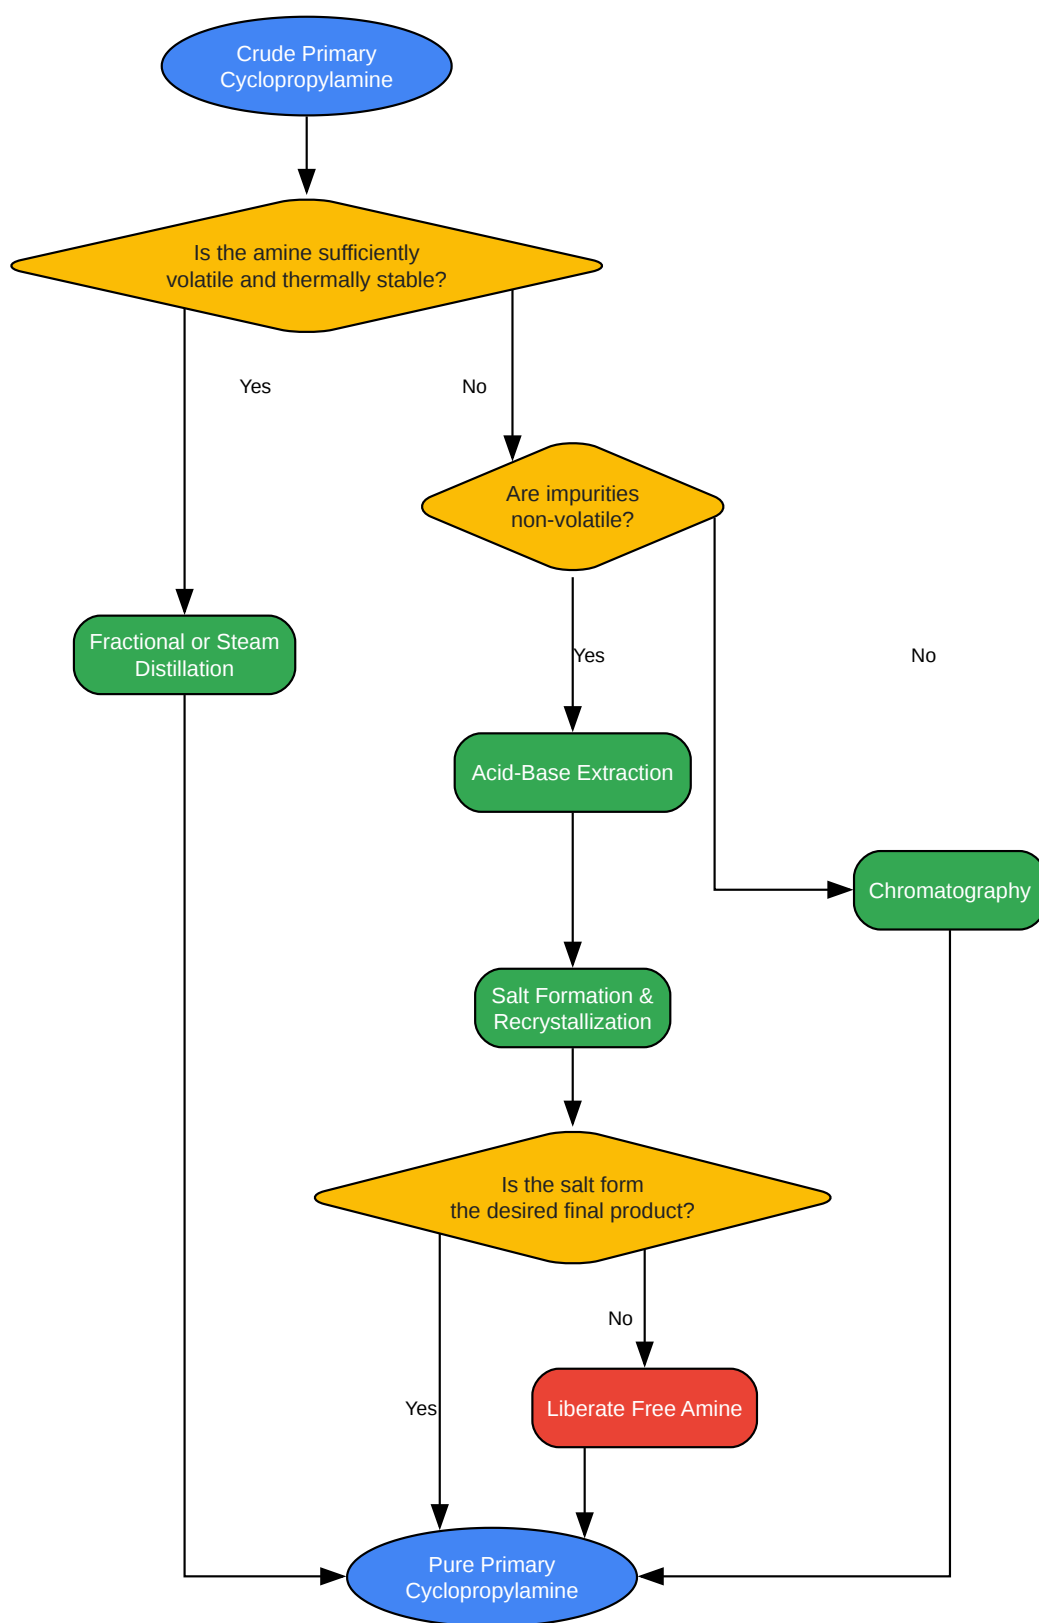 Crude Primary
Cyclopropylamine
Is the amine sufficiently
volatile and thermally stable?
Yes
No
Are impurities
non-volatile?
Fractional or Steam
Distillation
Yes
No
Acid-Base Extraction
Chromatography
Salt Formation &
Recrystallization
Is the salt form
the desired final product?
No
Yes
Liberate Free Amine
Pure Primary
Cyclopropylamine